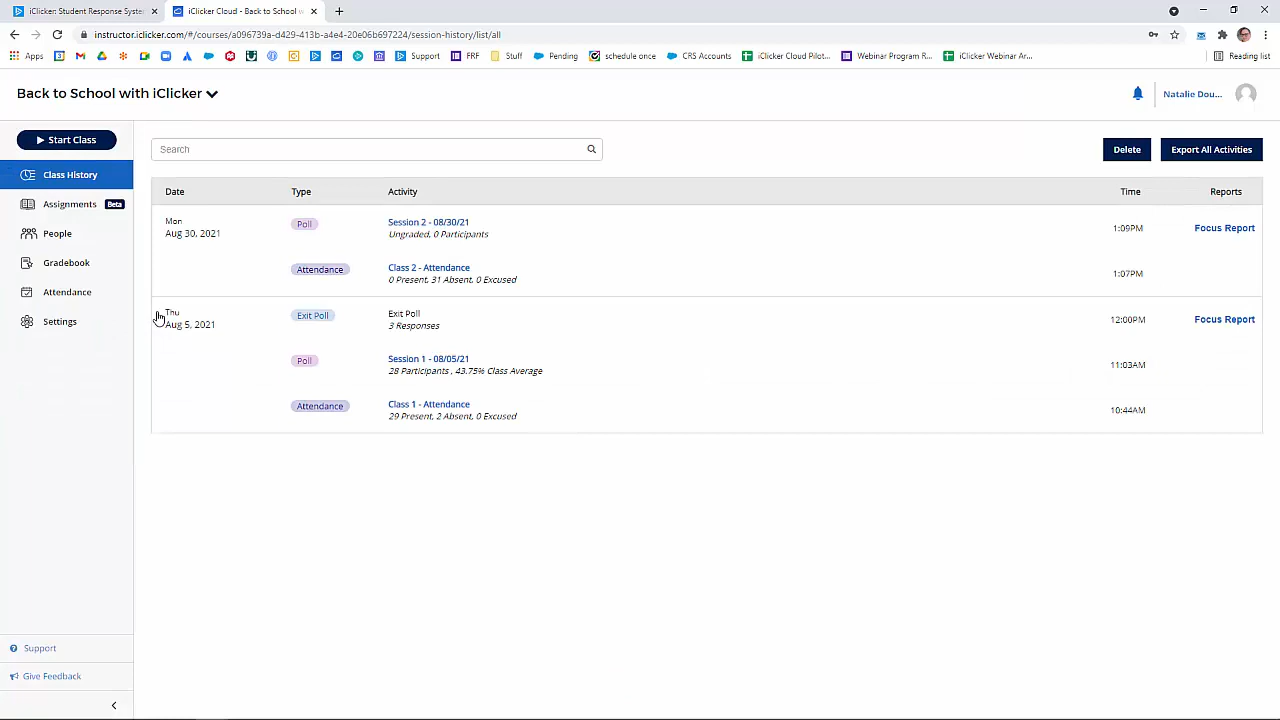 iClicker: Student Response Syste
iClicker Cloud - Back to School w
instructor.iclicker.com/#/courses/a096739a-d429-413b-a4e4-20e06b697224/session-history/list/all
Apps
Support
FRF
Stuff
Pending
schedule once
CRS Accounts
iClicker Cloud Pilot...
Webinar Program R...
iClicker Webinar Ar...
Reading list
Back to School with iClicker
Natalie Dou...
Start Class
Class History
Assignments Beta
People
Gradebook
Attendance
Settings
Support
Give Feedback
Search
Delete
Export All Activities
Date Type Activity Time Reports
Mon
Aug 30, 2021
Poll
Session 2 - 08/30/21
Ungraded, 0 Participants
1:09PM
Focus Report
Attendance
Class 2 - Attendance
0 Present, 31 Absent, 0 Excused
1:07PM
Thu
Aug 5, 2021
Exit Poll
Exit Poll
3 Responses
12:00PM
Focus Report
Poll
Session 1 - 08/05/21
28 Participants , 43.75% Class Average
11:03AM
Attendance
Class 1 - Attendance
29 Present, 2 Absent, 0 Excused
10:44AM